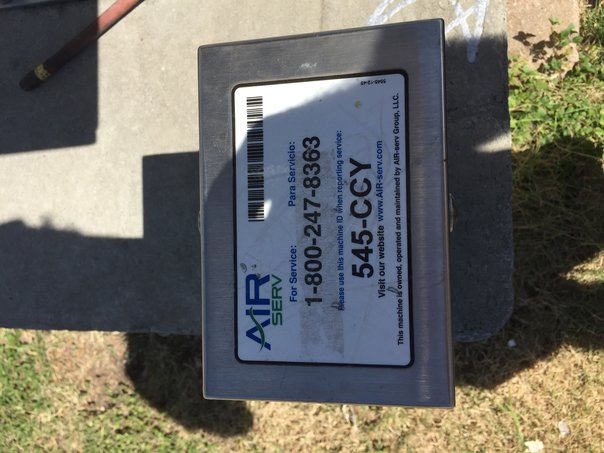 AIR
SERV
For Service: Para Servicio:
1-800-247-8363
Please use this machine ID when reporting service:
545-CCY
Visit our website www.AIR-serv.com
This machine is owned, operated and maintained by AIR-serv Group, LLC.